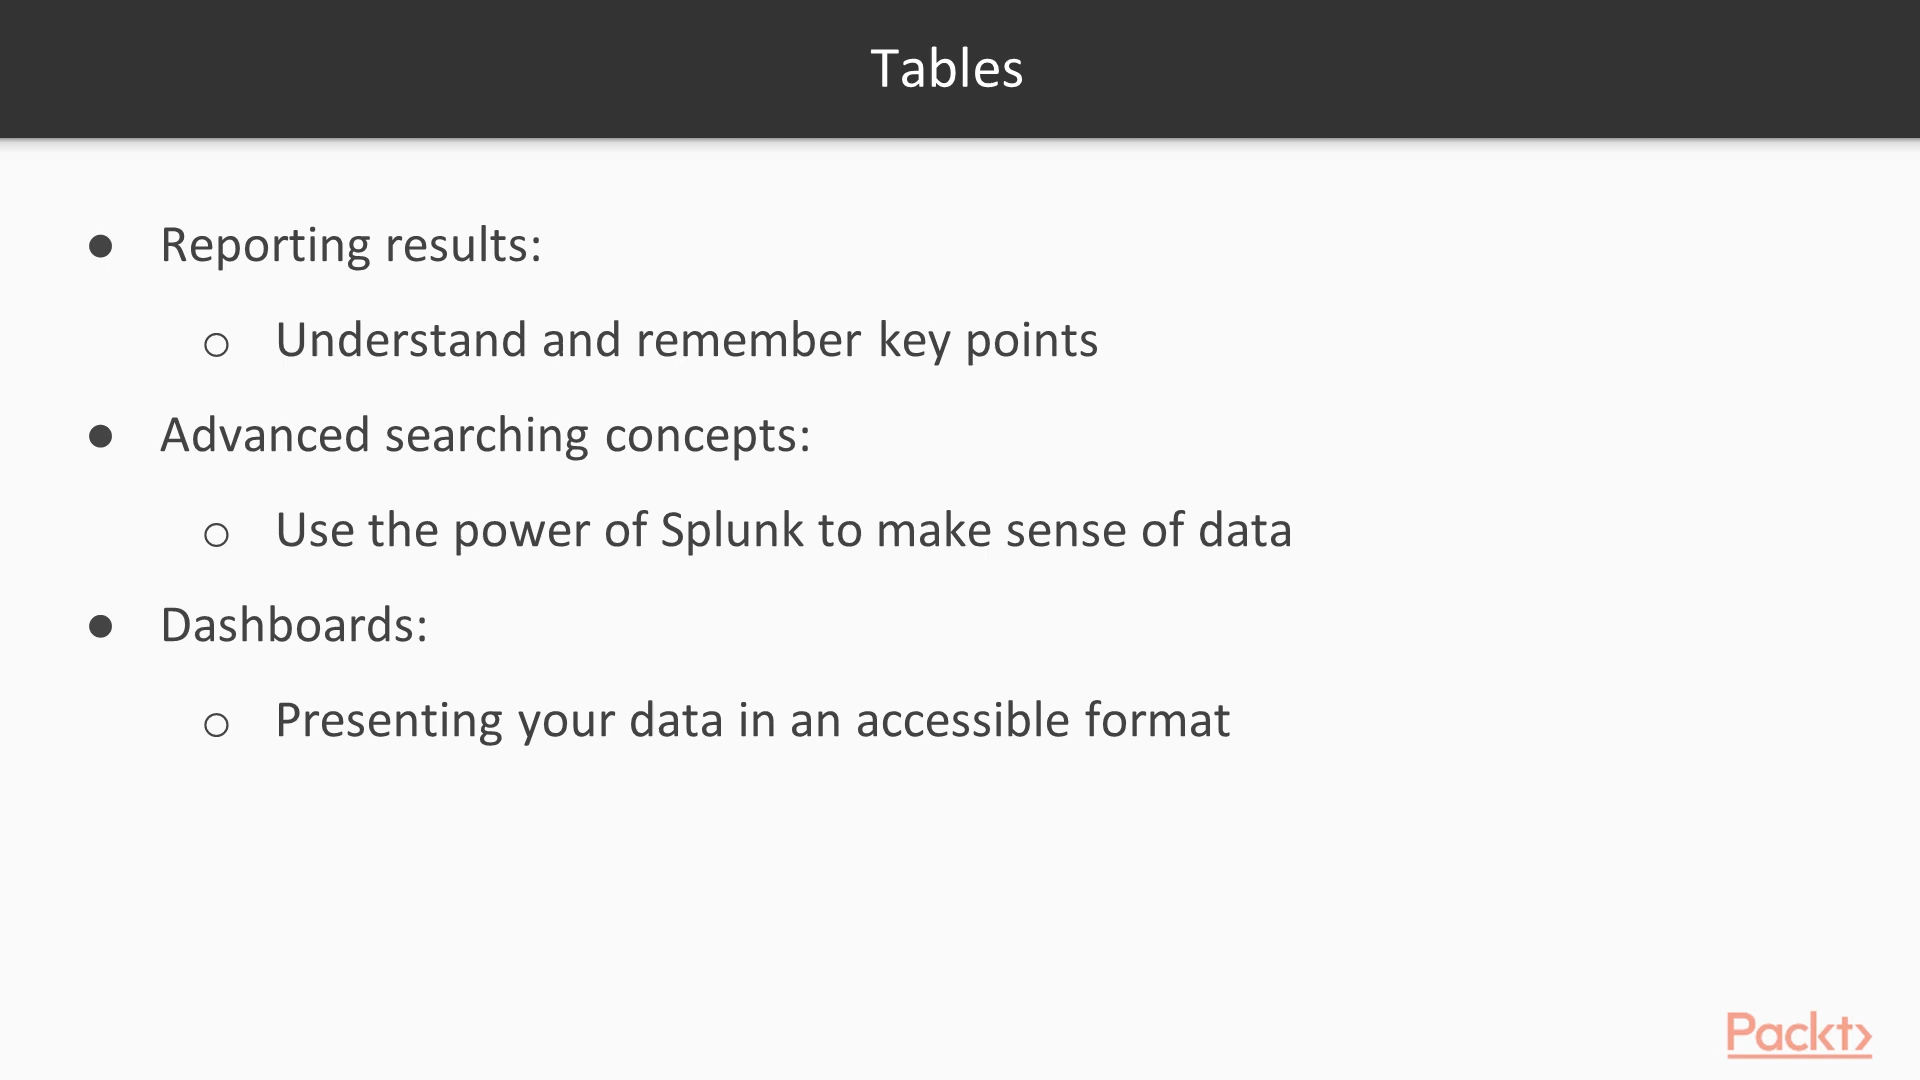 Tables
● Reporting results:
○ Understand and remember key points
● Advanced searching concepts:
○ Use the power of Splunk to make sense of data
● Dashboards:
○ Presenting your data in an accessible format
Packt>